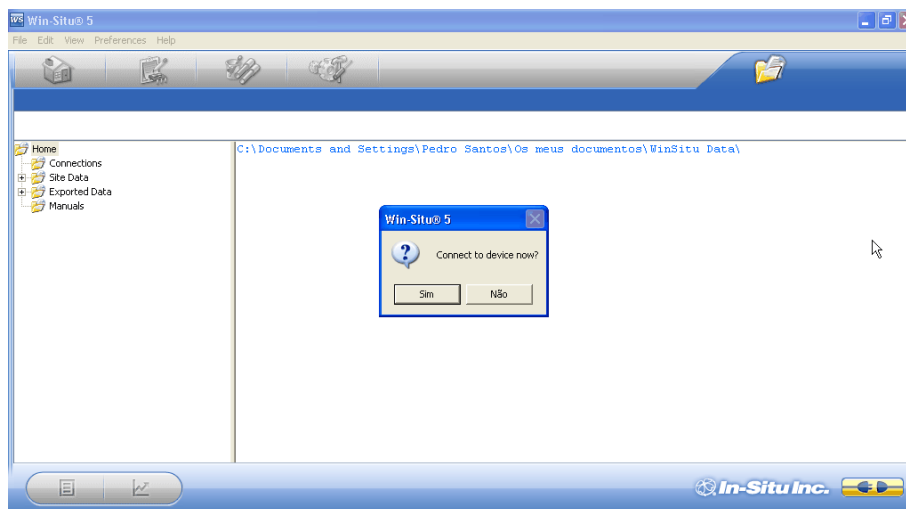 WS Win-Situ® 5
File Edit View Preferences Help
Home
Connections
Site Data
Exported Data
Manuals
C:\Documents and Settings\Pedro Santos\Os meus documentos\WinSitu Data\
Win-Situ® 5
Connect to device now?
Sim Não
In-Situ Inc.